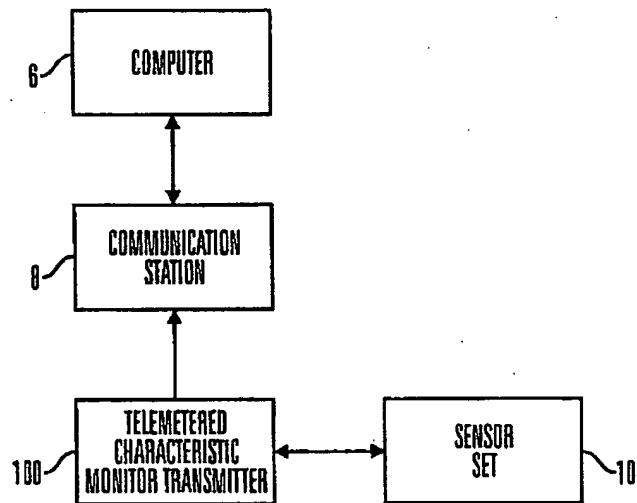 6
COMPUTER
8
COMMUNICATION
STATION
100
TELEMETERED
CHARACTERISTIC
MONITOR TRANSMITTER
SENSOR
SET
10